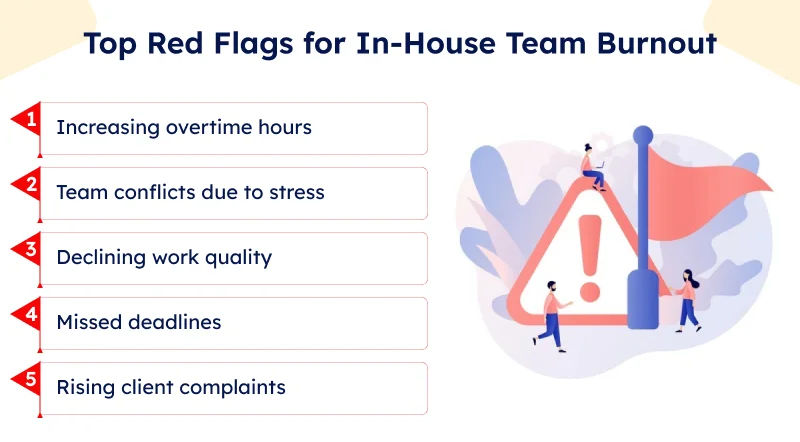 Top Red Flags for In-House Team Burnout
1
Increasing overtime hours
2
Team conflicts due to stress
3
Declining work quality
4
Missed deadlines
5
Rising client complaints